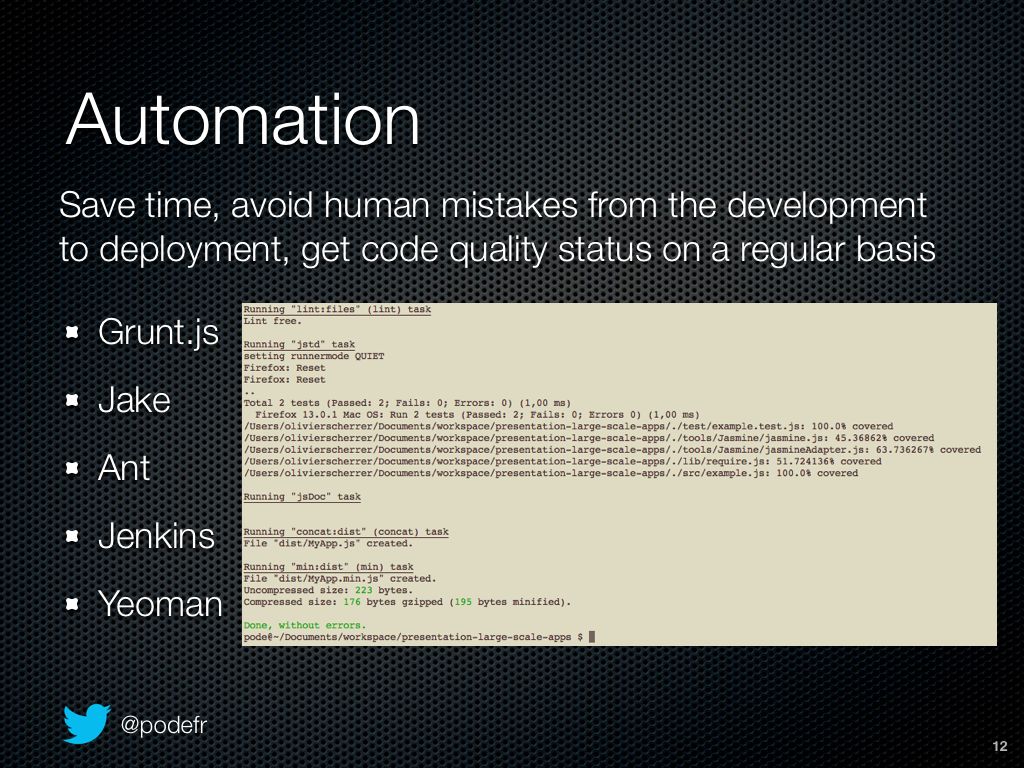 Automation
Save time, avoid human mistakes from the development
to deployment, get code quality status on a regular basis
Grunt.js
Jake
Ant
Jenkins
Yeoman
Running "lint:files" (lint) task
Lint free.
Running "jstd" task
setting runnermode QUIET
Firefox: Reset
Firefox: Reset
..
Total 2 tests (Passed: 2; Fails: 0; Errors: 0) (1,00 ms)
Firefox 13.0.1 Mac OS: Run 2 tests (Passed: 2; Fails: 0; Errors 0) (1,00 ms)
/Users/olivierscherrer/Documents/workspace/presentation-large-scale-apps/./test/example.test.js: 100.0% covered
/Users/olivierscherrer/Documents/workspace/presentation-large-scale-apps/./tools/Jasmine/jasmine.js: 45.36862% covered
/Users/olivierscherrer/Documents/workspace/presentation-large-scale-apps/./tools/Jasmine/jasmineAdapter.js: 63.736267% covered
/Users/olivierscherrer/Documents/workspace/presentation-large-scale-apps/./lib/require.js: 51.724136% covered
/Users/olivierscherrer/Documents/workspace/presentation-large-scale-apps/./src/example.js: 100.0% covered
Running "jsDoc" task
Running "concat:dist" (concat) task
File "dist/MyApp.js" created.
Running "min:dist" (min) task
File "dist/MyApp.min.js" created.
Uncompressed size: 223 bytes.
Compressed size: 176 bytes gzipped (195 bytes minified).
Done, without errors.
pode@~/Documents/workspace/presentation-large-scale-apps $
@podefr
12